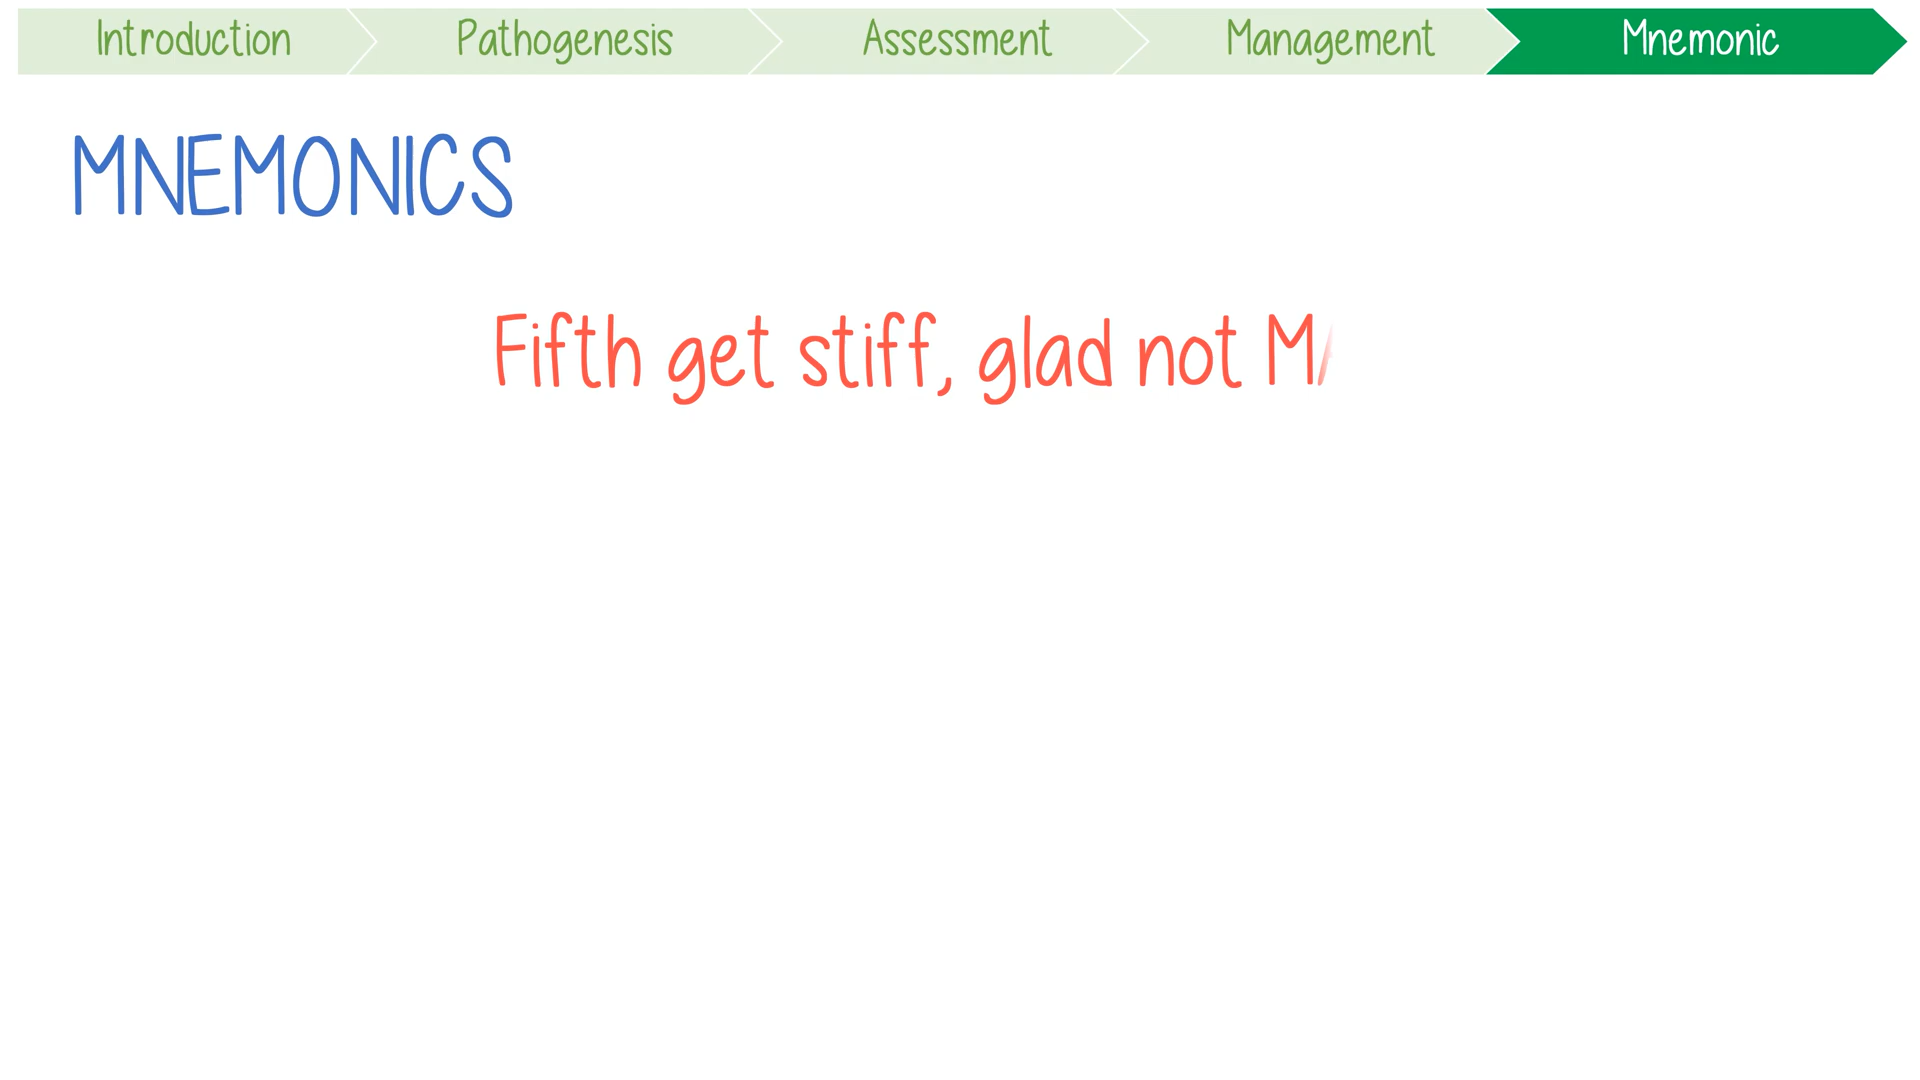 Introduction Pathogenesis Assessment Management Mnemonic
MNEMONICS
Fifth get stiff, glad not M